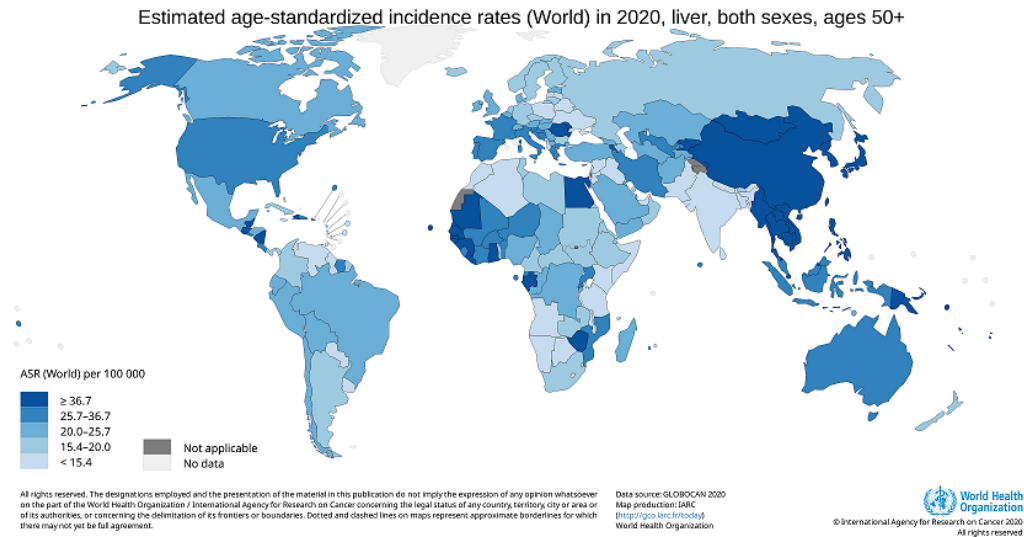 Estimated age-standardized incidence rates (World) in 2020, liver, both sexes, ages 50+
ASR (World) per 100 000
≥ 36.7
25.7–36.7
20.0–25.7
15.4–20.0
< 15.4
Not applicable
No data
All rights reserved. The designations employed and the presentation of the material in this publication do not imply the expression of any opinion whatsoever
on the part of the World Health Organization / International Agency for Research on Cancer concerning the legal status of any country, territory, city or area or
of its authorities, or concerning the delimitation of its frontiers or boundaries. Dotted and dashed lines on maps represent approximate borderlines for which
there may not yet be full agreement.
Data source: GLOBOCAN 2020
Map production: IARC
(http://gco.iarc.fr/today)
World Health Organization
World Health
Organization
© International Agency for Research on Cancer 2020
All rights reserved